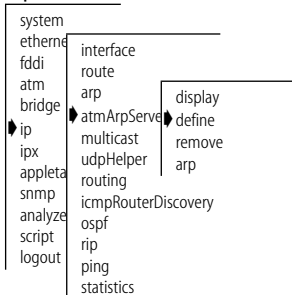 system
etherne
fddi
atm
bridge
ip
ipx
appleta
snmp
analyze
script
logout
interface
route
arp
atmArpServe
multicast
udpHelper
routing
icmpRouterDiscovery
ospf
rip
ping
statistics
display
define
remove
arp